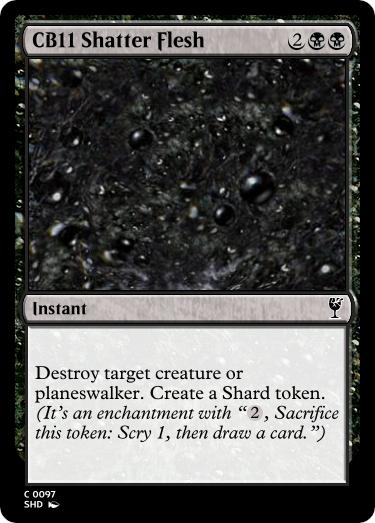 CB11 Shatter Flesh 2
Instant
Destroy target creature or
planeswalker. Create a Shard token.
(It's an enchantment with “2, Sacrifice
this token: Scry 1, then draw a card.”)
C 0097
SHD